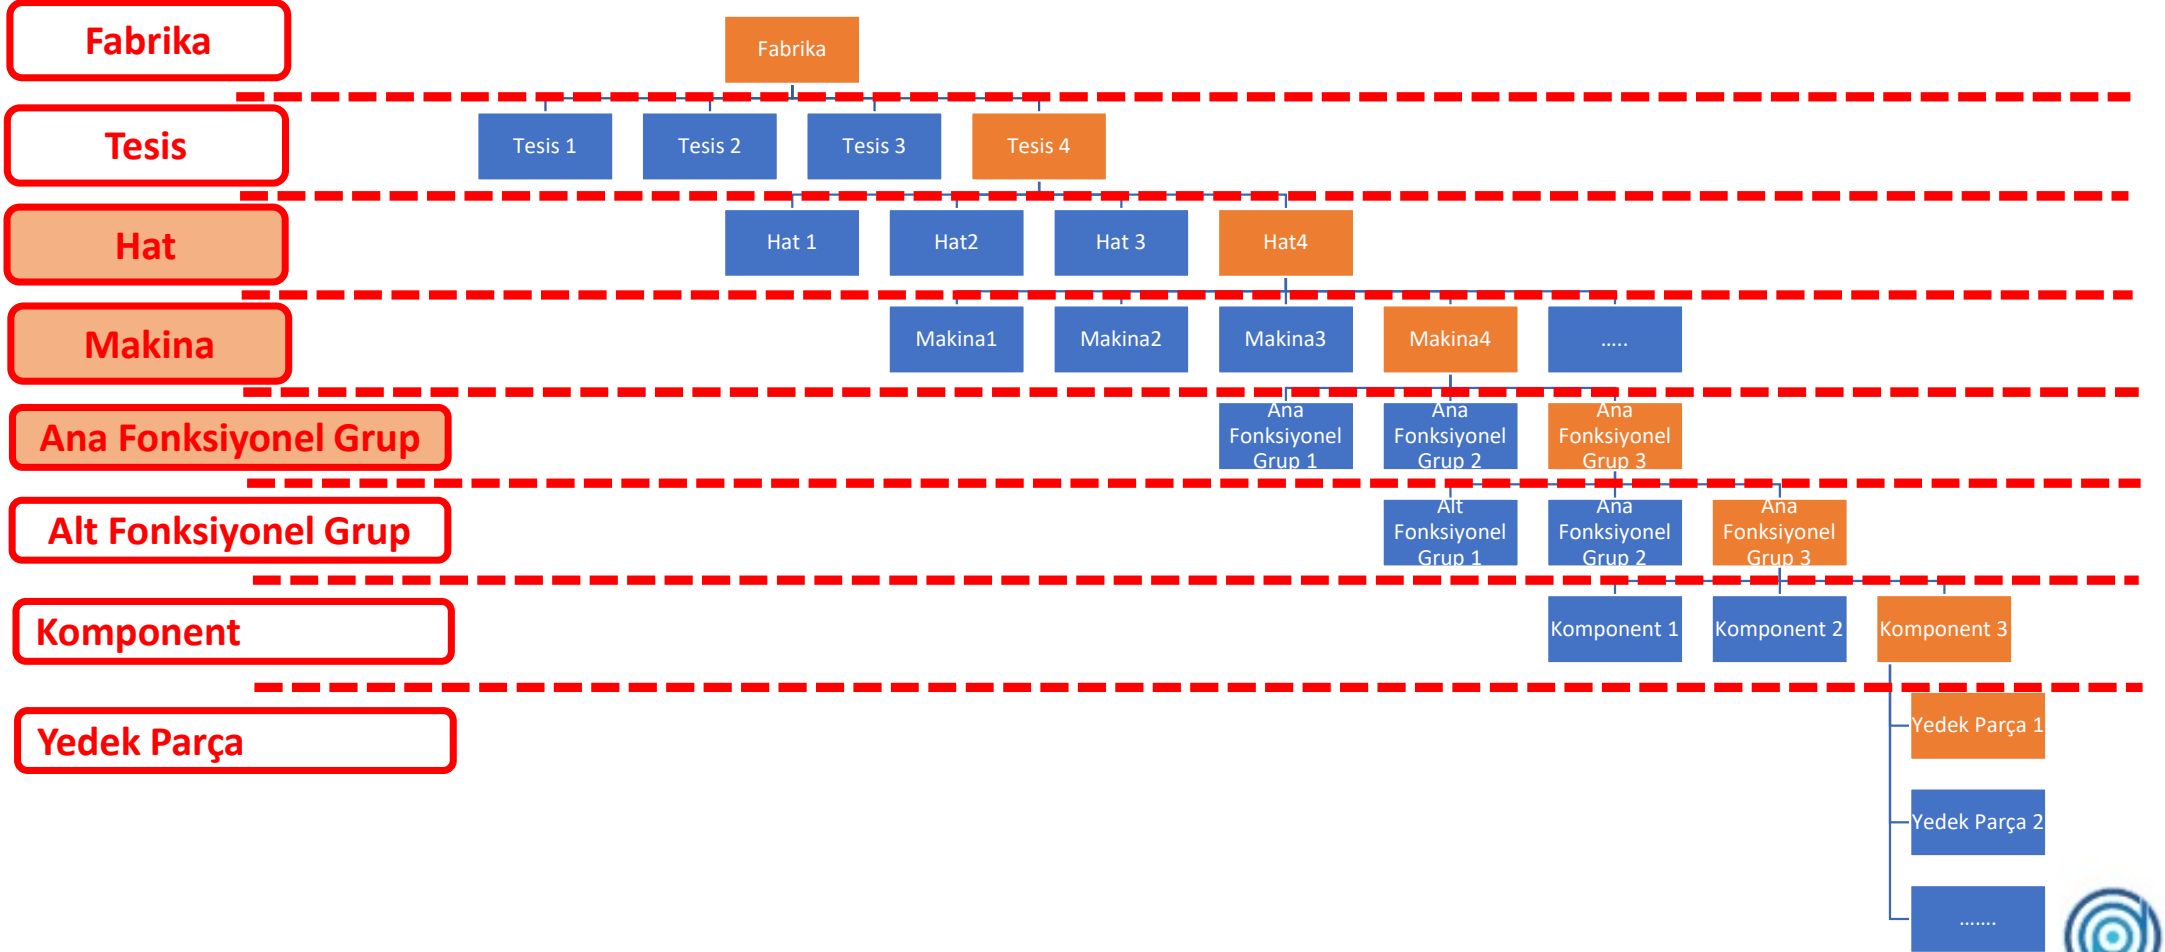 Fabrika
Fabrika
Tesis
Tesis 1
Tesis 2
Tesis 3
Tesis 4
Hat
Hat 1
Hat2
Hat 3
Hat4
Makina
Makina1
Makina2
Makina3
Makina4
.....
Ana Fonksiyonel Grup
Ana
Fonksiyonel
Grup 1
Ana
Fonksiyonel
Grup 2
Ana
Fonksiyonel
Grup 3
Alt Fonksiyonel Grup
Alt
Fonksiyonel
Grup 1
Ana
Fonksiyonel
Grup 2
Ana
Fonksiyonel
Grup 3
Komponent
Komponent 1
Komponent 2
Komponent 3
Yedek Parça
Yedek Parça 1
Yedek Parça 2
.......